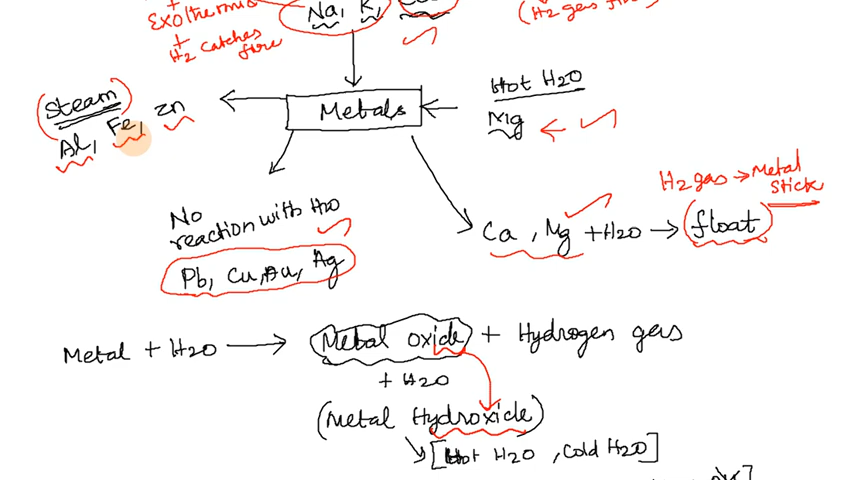 +
Exothermic
+
H2 catches
fire
Na, K,
(H2 gas
Steam
Al, Fe, Zn
Metals
Hot H2O
Mg
No
reaction with H2O
Pb, Cu, Au, Ag
H2 gas → Metal
stick
Ca, Mg + H2O → float
Metal + H2O → Metal oxide + Hydrogen gas
+ H2O
(Metal Hydroxide)
[Hot H2O, Cold H2O]